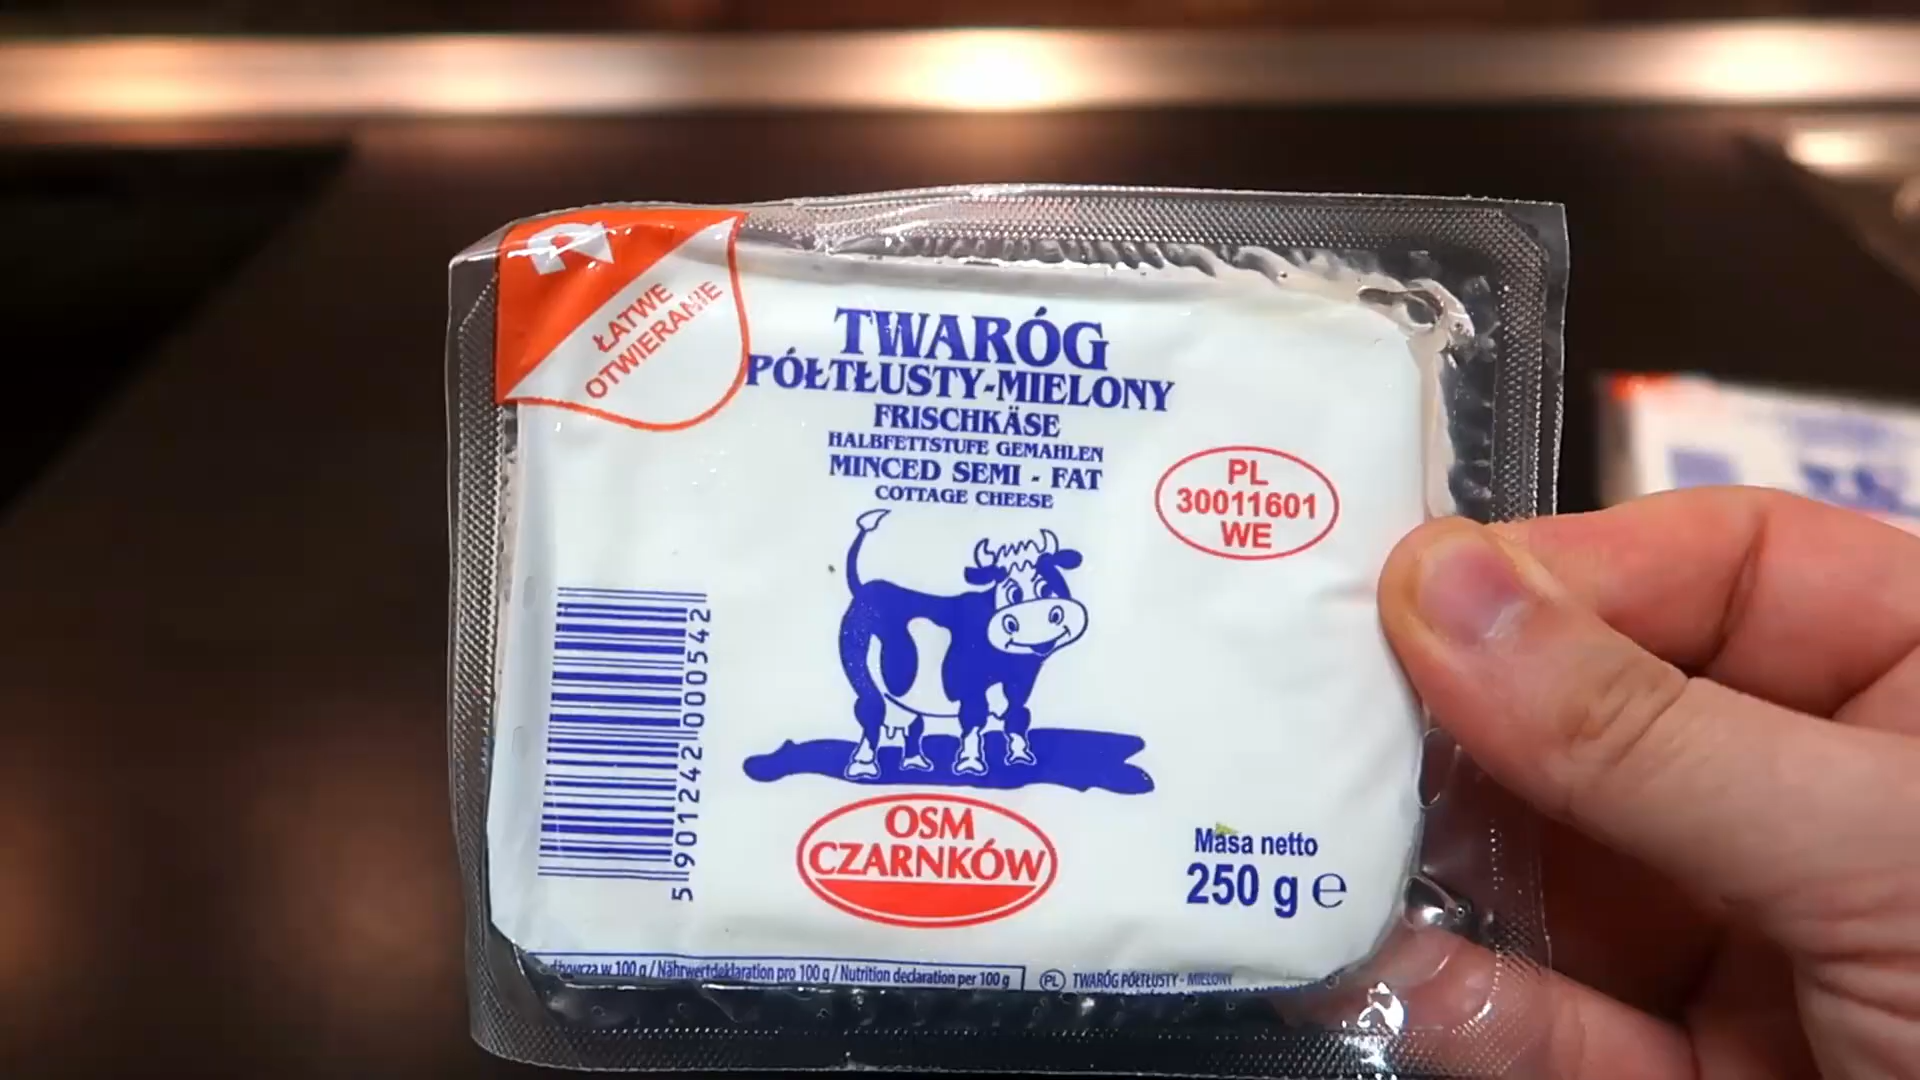 ŁATWE
OTWIERANIE
TWARÓG
PÓŁTŁUSTY-MIELONY
FRISCHKÄSE
HALBFETTSTUFE GEMAHLEN
MINCED SEMI - FAT
COTTAGE CHEESE
PL
30011601
WE
5 901242 000542
OSM
CZARNKÓW
Masa netto
250 g e
w 100 g / Nährwertdeklaration pro 100 g / Nutrition declaration per 100 g
PL TWARÓG PÓŁTŁUSTY - MIELONY